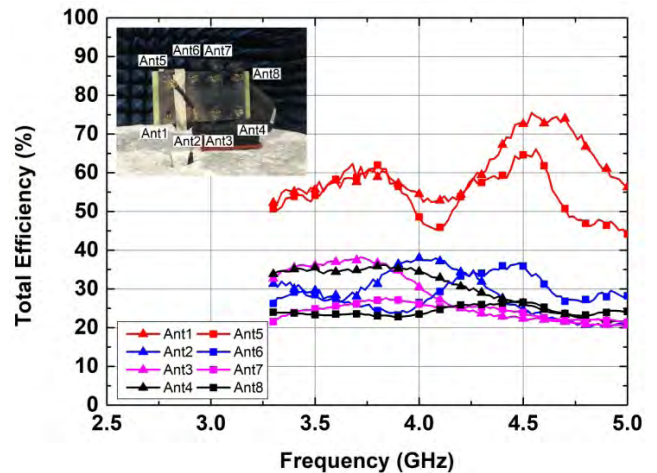 Total Efficiency (%)
100
90
80
70
60
50
40
30
20
10
0
Ant6 Ant7
Ant5
Ant8
Ant1
Ant2 Ant3
Ant4
Ant1 Ant5
Ant2 Ant6
Ant3 Ant7
Ant4 Ant8
2.5 3.0 3.5 4.0 4.5 5.0
Frequency (GHz)